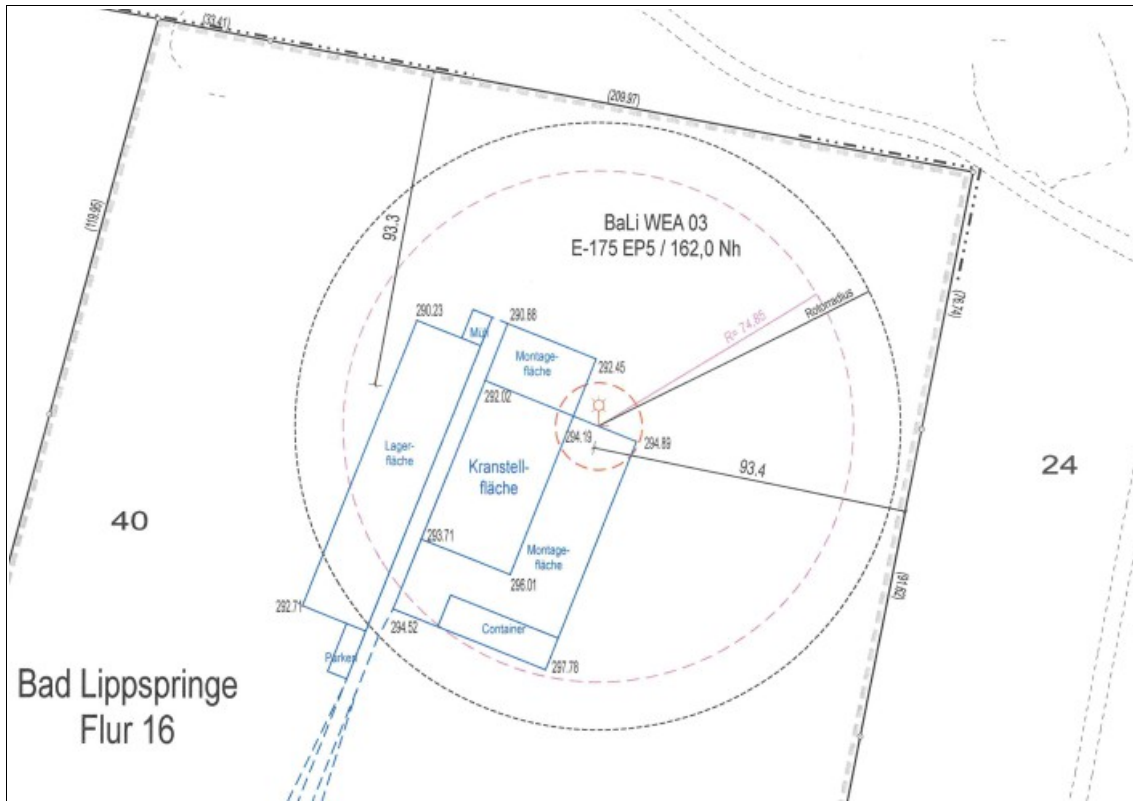 (33.41)
(209.97)
(119.95)
93.3
BaLi WEA 03
E-175 EP5 / 162,0 Nh
R= 74,85
Rotorradius
(76.74)
290.23
Müll
290.88
Montage-
fläche
292.45
292.02
294.19
294.89
Lager-
fläche
Kranstell-
fläche
93.4
24
40
293.71
Montage-
fläche
296.01
(91.62)
292.71
294.52
Container
Parken
297.78
Bad Lippspringe
Flur 16